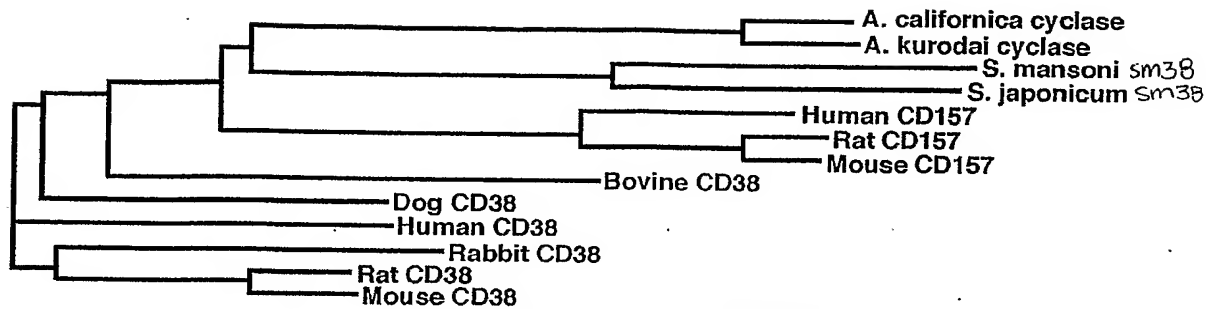 A. californica cyclase
A. kurodai cyclase
S. mansoni sm38
S. japonicum sm38
Human CD157
Rat CD157
Mouse CD157
Bovine CD38
Dog CD38
Human CD38
Rabbit CD38
Rat CD38
Mouse CD38